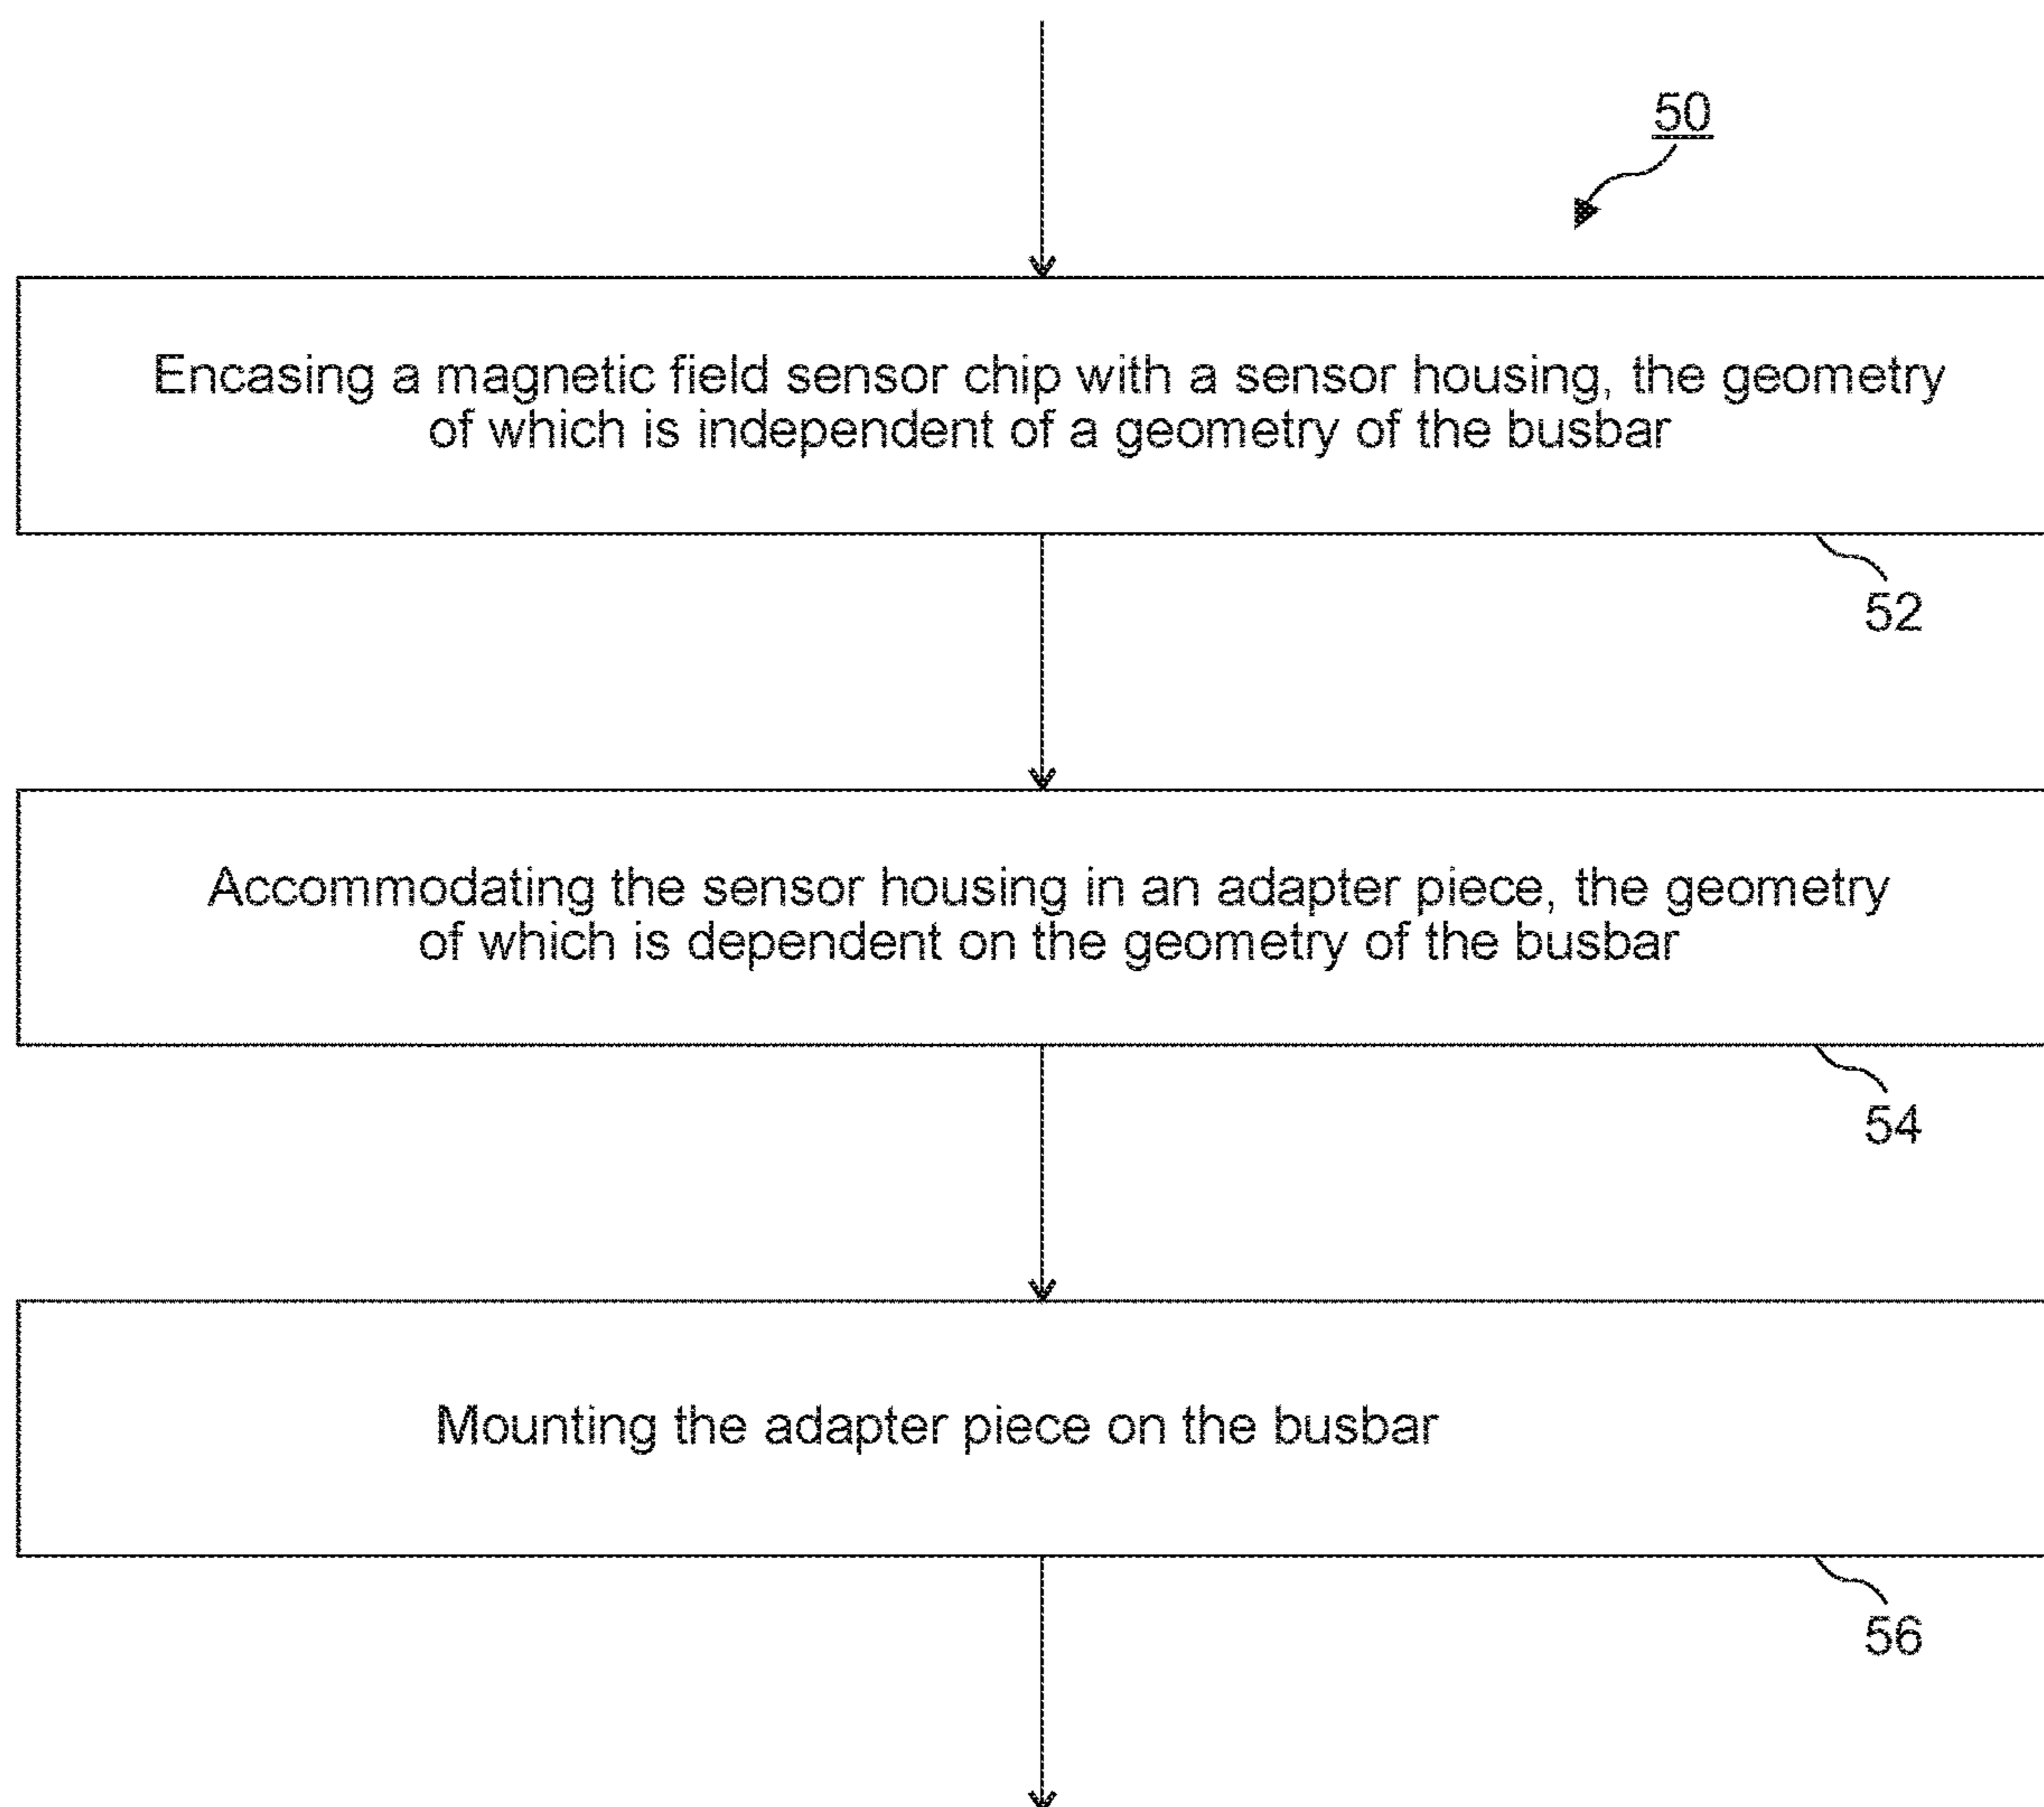 50
Encasing a magnetic field sensor chip with a sensor housing, the geometry
of which is independent of a geometry of the busbar
52
Accommodating the sensor housing in an adapter piece, the geometry
of which is dependent on the geometry of the busbar
54
Mounting the adapter piece on the busbar
56